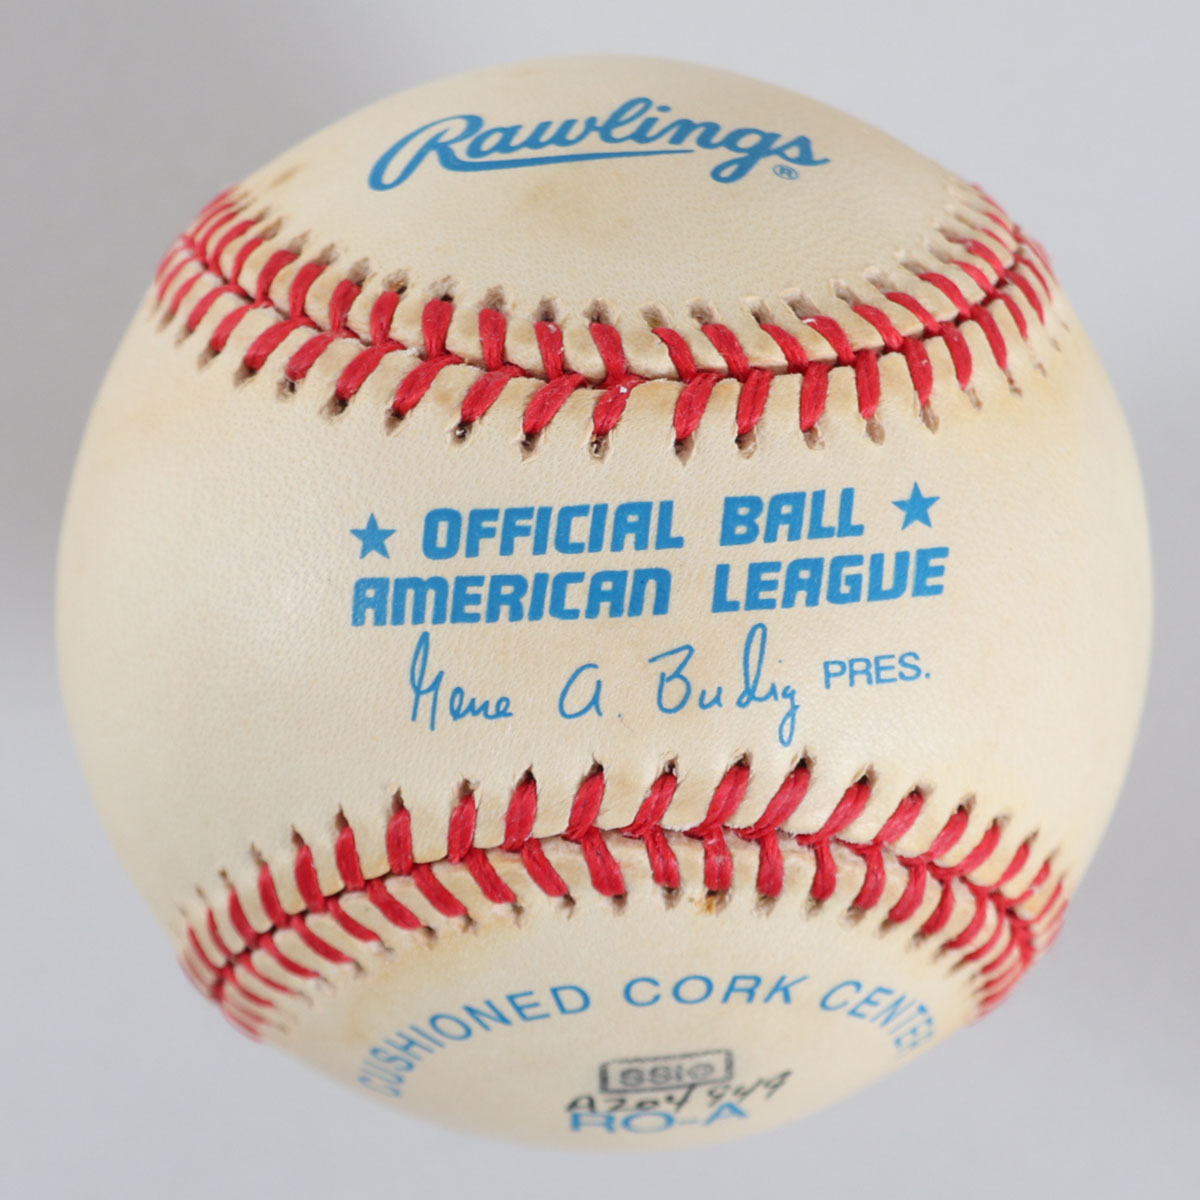 Rawlings®
★ OFFICIAL BALL ★
AMERICAN LEAGUE
Gene A. Budig PRES.
CUSHIONED CORK CENTER
RO-A